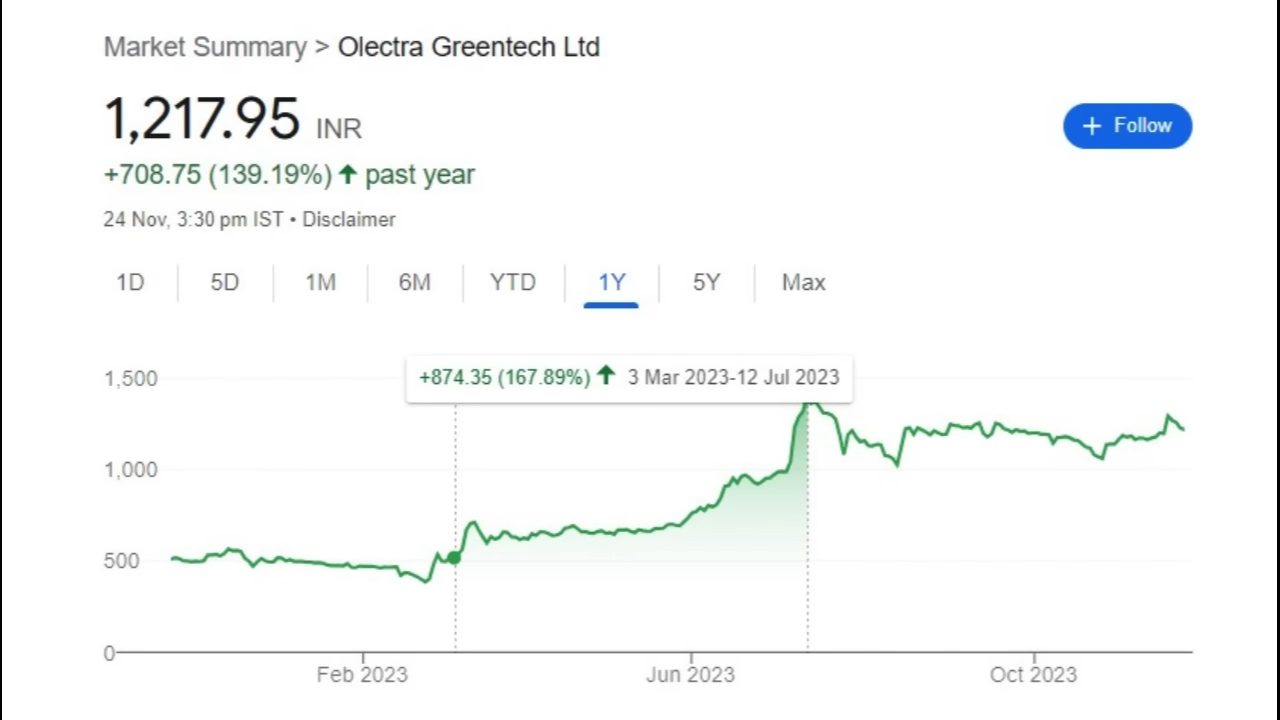 Market Summary > Olectra Greentech Ltd
1,217.95 INR
+ Follow
+708.75 (139.19%) ↑ past year
24 Nov, 3:30 pm IST • Disclaimer
1D 5D 1M 6M YTD 1Y 5Y Max
+874.35 (167.89%) ↑ 3 Mar 2023-12 Jul 2023
1,500
1,000
500
0
Feb 2023 Jun 2023 Oct 2023